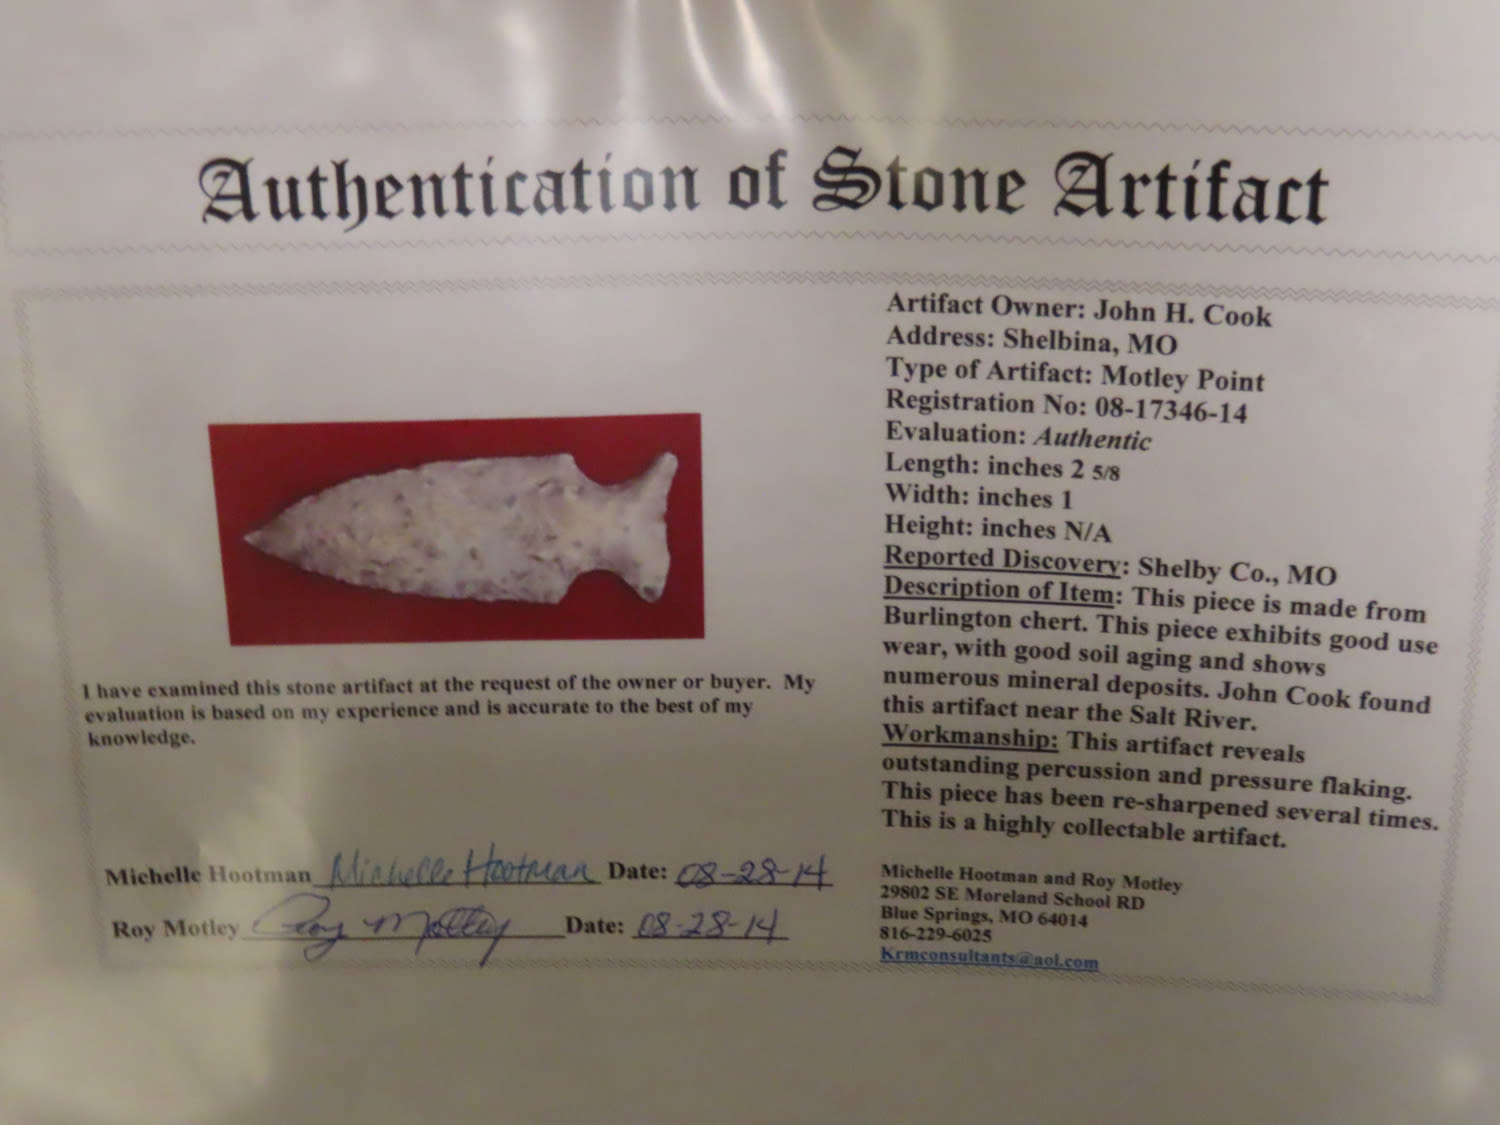 Authentication of Stone Artifact
Artifact Owner: John H. Cook
Address: Shelbina, MO
Type of Artifact: Motley Point
Registration No: 08-17346-14
Evaluation: Authentic
Length: inches 2 5/8
Width: inches 1
Height: inches N/A
Reported Discovery: Shelby Co., MO
Description of Item: This piece is made from
Burlington chert. This piece exhibits good use
wear, with good soil aging and shows
numerous mineral deposits. John Cook found
this artifact near the Salt River.
Workmanship: This artifact reveals
outstanding percussion and pressure flaking.
This piece has been re-sharpened several times.
This is a highly collectable artifact.
I have examined this stone artifact at the request of the owner or buyer. My
evaluation is based on my experience and is accurate to the best of my
knowledge.
Michelle Hootman Michelle Hootman Date: 08-28-14
Roy Motley Roy Motley Date: 08-28-14
Michelle Hootman and Roy Motley
29802 SE Moreland School RD
Blue Springs, MO 64014
816-229-6025
Krmconsultants@aol.com